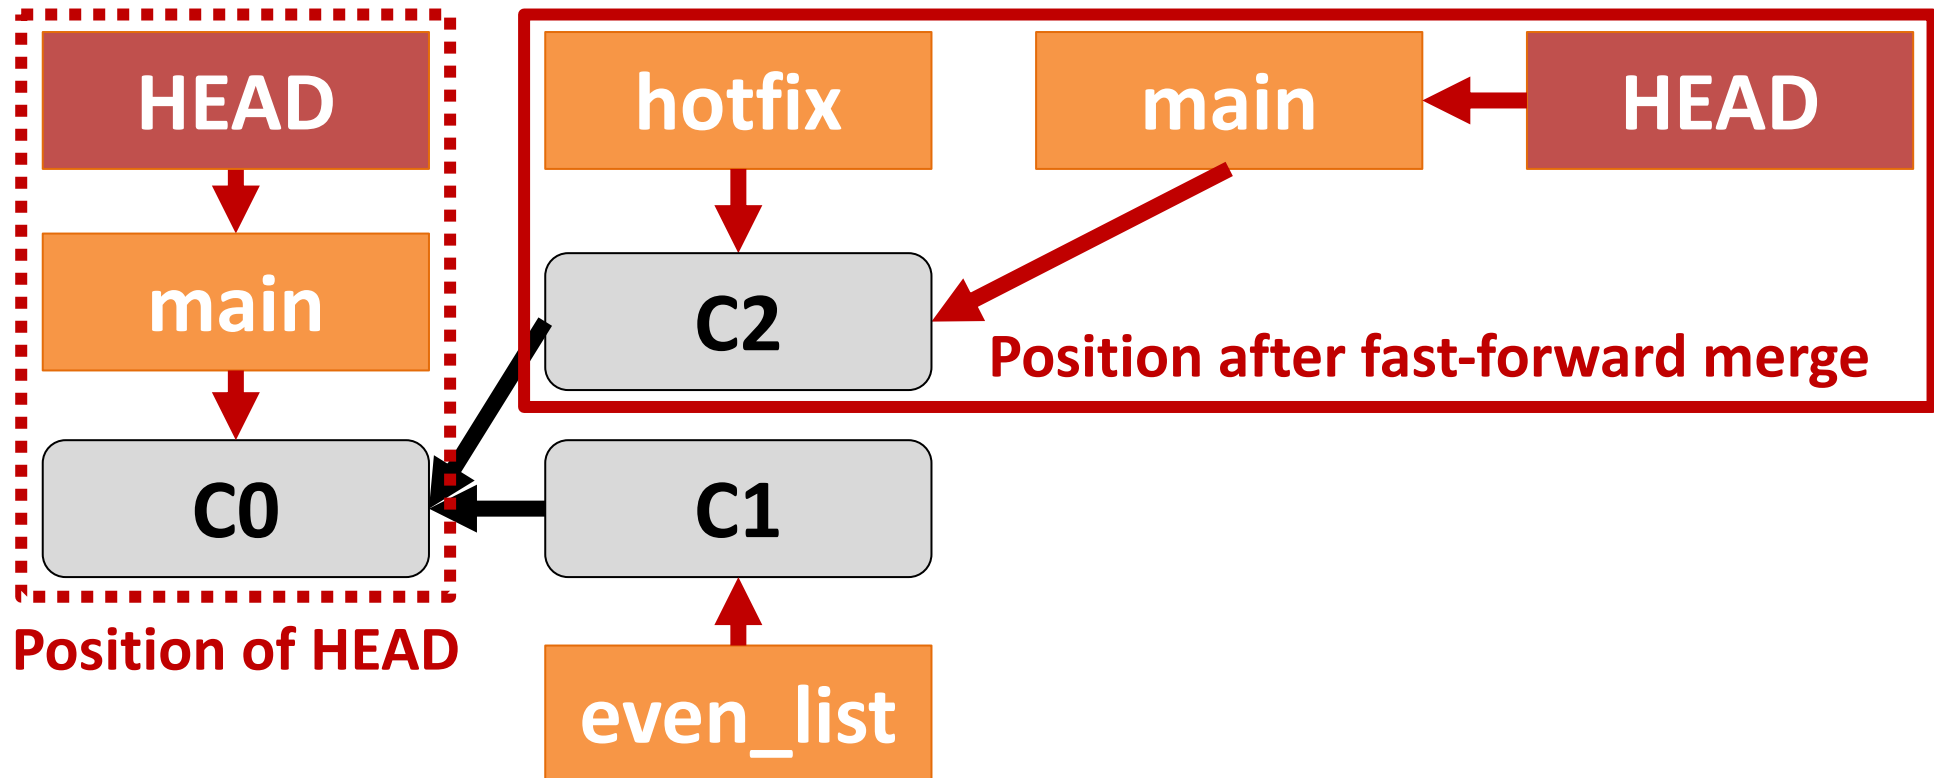 HEAD
hotfix
main
HEAD
main
C2
Position after fast-forward merge
C0
C1
Position of HEAD
even_list